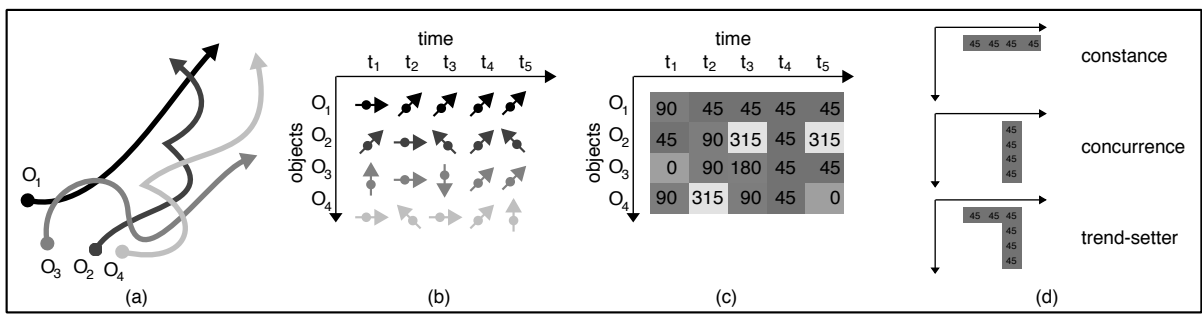 O1
O3 O2 O4
(a)
time
t1 t2 t3 t4 t5
objects
O1
O2
O3
O4
(b)
time
t1 t2 t3 t4 t5
objects
O1 90 45 45 45 45
O2 45 90 315 45 315
O3 0 90 180 45 45
O4 90 315 90 45 0
(c)
45 45 45 45
constance
45
45
45
45
concurrence
45 45 45
45
45
45
trend-setter
(d)